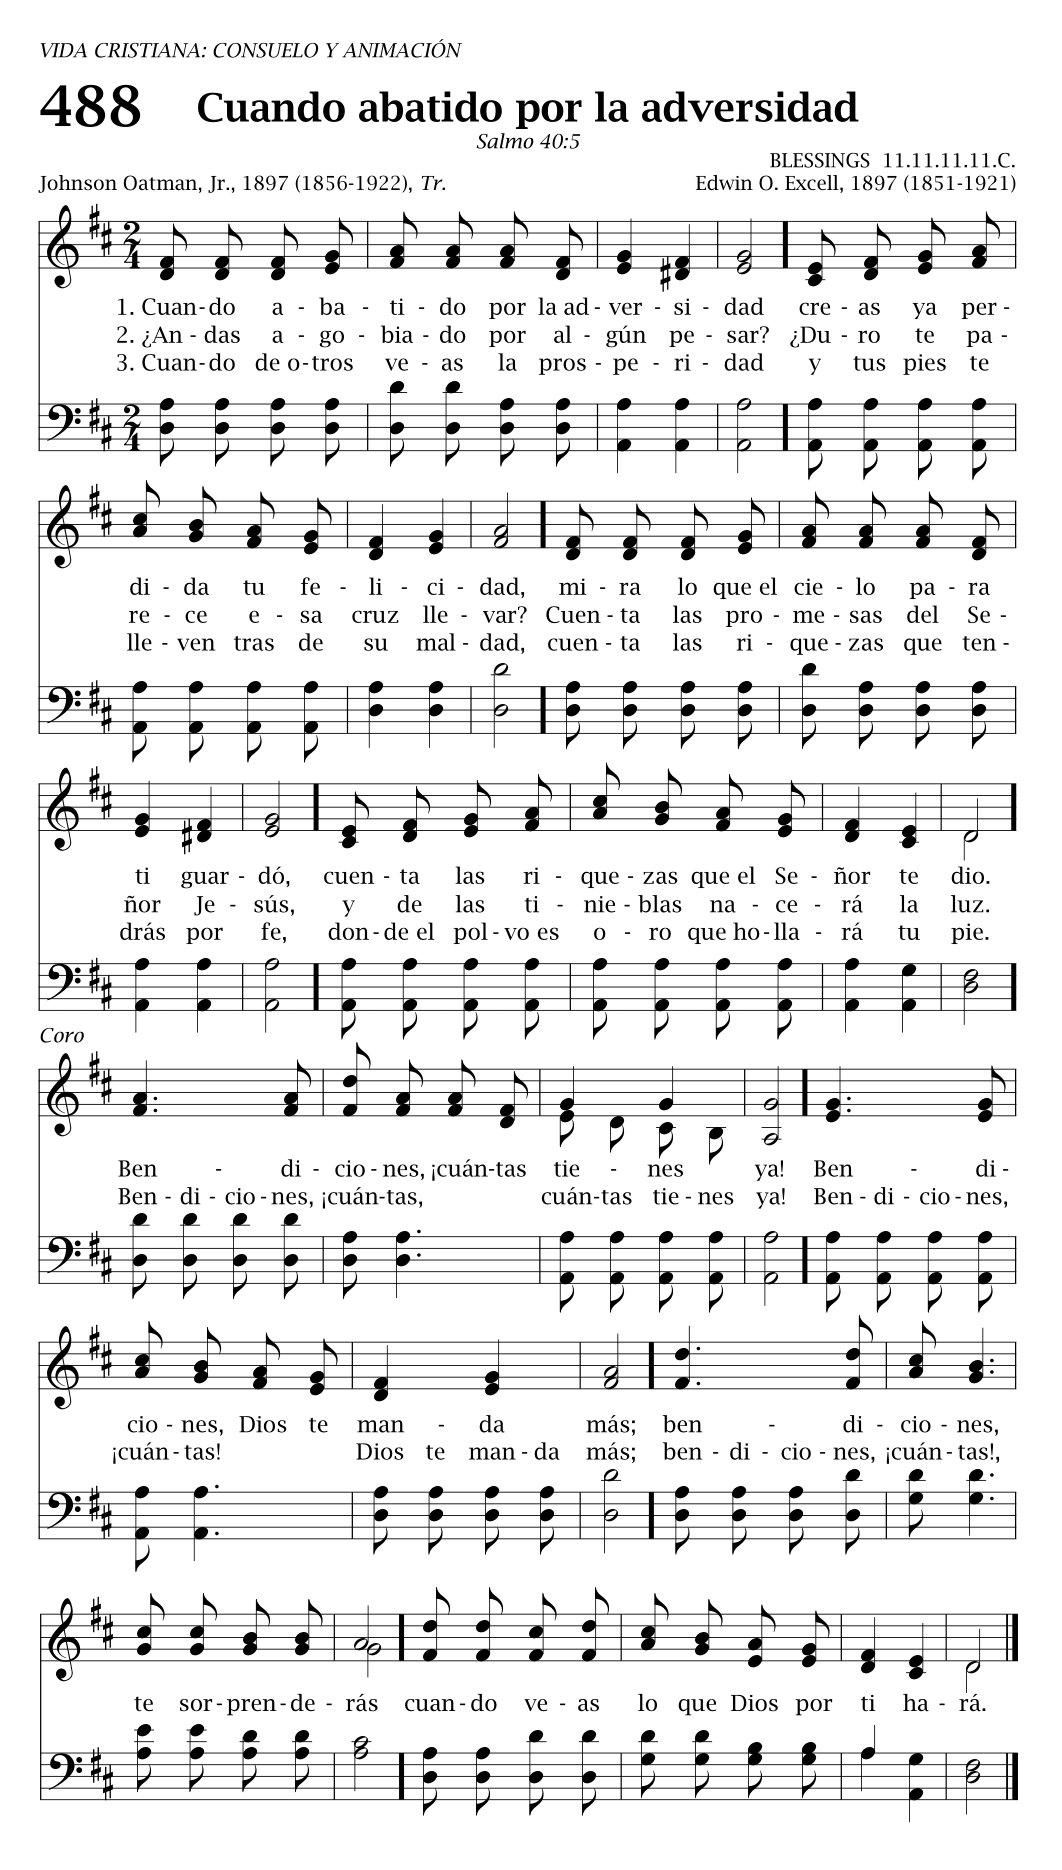 VIDA CRISTIANA: CONSUELO Y ANIMACIÓN
488 Cuando abatido por la adversidad
Salmo 40:5
BLESSINGS 11.11.11.11.C.
Johnson Oatman, Jr., 1897 (1856-1922), Tr. Edwin O. Excell, 1897 (1851-1921)
2 4
1. Cuan-do a - ba - ti - do por la ad - ver - si - dad cre - as ya per -
2. ¿An - das a - go - bia - do por al - gún pe - sar? ¿Du - ro te pa -
3. Cuan-do de o-tros ve - as la pros - pe - ri - dad y tus pies te
2 4
di - da tu fe - li - ci - dad, mi - ra lo que el cie - lo pa - ra
re - ce e - sa cruz lle - var? Cuen - ta las pro - me - sas del Se -
lle - ven tras de su mal - dad, cuen - ta las ri - que - zas que ten -
ti guar - dó, cuen - ta las ri - que - zas que el Se - ñor te dio.
ñor Je - sús, y de las ti - nie - blas na - ce - rá la luz.
drás por fe, don - de el pol - vo es o - ro que ho - lla - rá tu pie.
Coro
Ben - di - cio - nes, ¡cuán-tas tie - nes ya! Ben - di -
Ben - di - cio - nes, ¡cuán-tas, cuán-tas tie - nes ya! Ben - di - cio - nes,
cio - nes, Dios te man - da más; ben - di - cio - nes,
¡cuán - tas! Dios te man - da más; ben - di - cio - nes, ¡cuán - tas!,
te sor - pren - de - rás cuan - do ve - as lo que Dios por ti ha - rá.